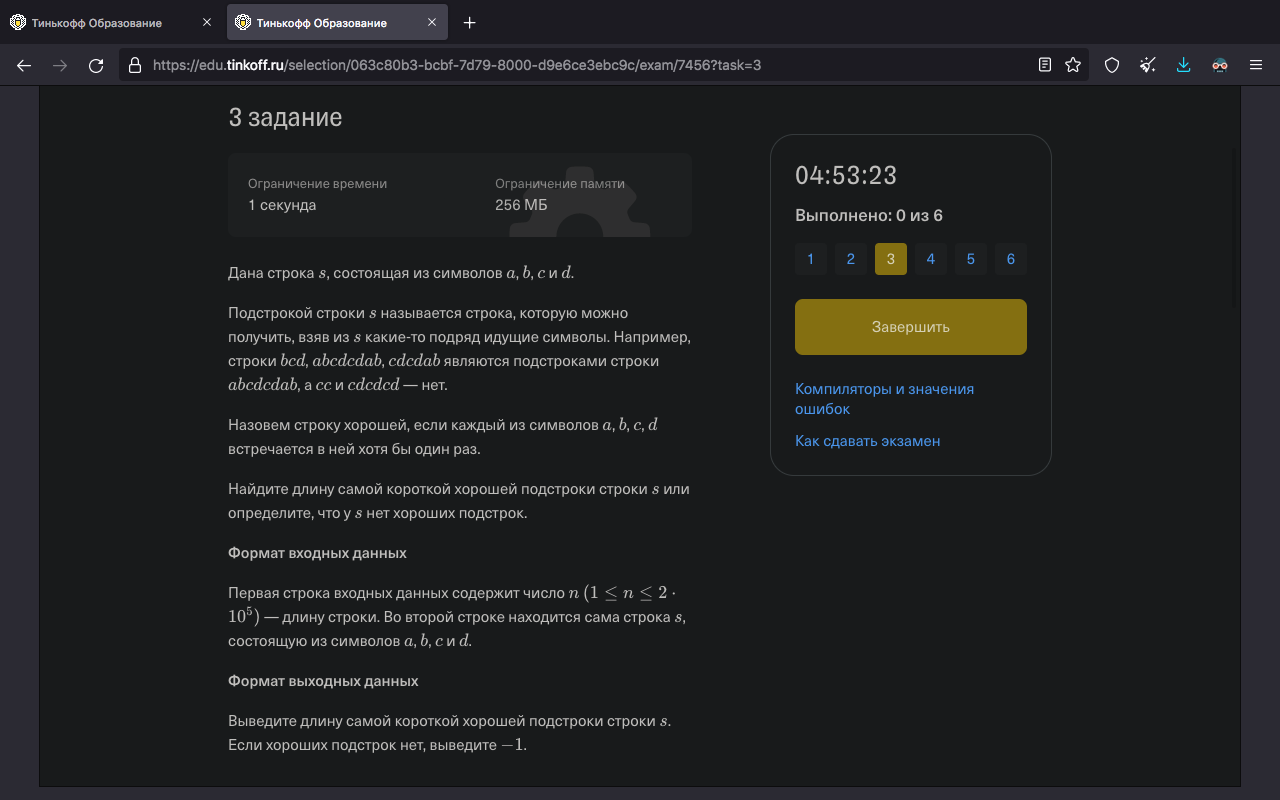 Тинькофф Образование
Тинькофф Образование
https://edu.tinkoff.ru/selection/063c80b3-bcbf-7d79-8000-d9e6ce3ebc9c/exam/7456?task=3
3 задание
Ограничение времени
1 секунда
Ограничение памяти
256 МБ
Дана строка s, состоящая из символов a, b, c и d.
Подстрокой строки s называется строка, которую можно
получить, взяв из s какие-то подряд идущие символы. Например,
строки bcd, abcdcdab, cdcdab являются подстроками строки
abcdcdab, а cc и cdcdcd — нет.
Назовем строку хорошей, если каждый из символов a, b, c, d
встречается в ней хотя бы один раз.
Найдите длину самой короткой хорошей подстроки строки s или
определите, что у s нет хороших подстрок.
Формат входных данных
Первая строка входных данных содержит число n (1 ≤ n ≤ 2 ·
10⁵) — длину строки. Во второй строке находится сама строка s,
состоящую из символов a, b, c и d.
Формат выходных данных
Выведите длину самой короткой хорошей подстроки строки s.
Если хороших подстрок нет, выведите −1.
04:53:23
Выполнено: 0 из 6
1 2 3 4 5 6
Завершить
Компиляторы и значения
ошибок
Как сдавать экзамен